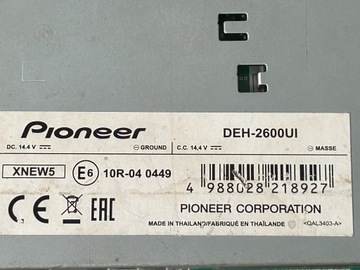 Pioneer DEH-2600UI
DC. 14.4 V ⎓ ⊖ GROUND C.C. 14,4 V ⎓ ⊖ MASSE
XNEW5 E6 10R-04 0449
4 988028 218927
CE EAC PIONEER CORPORATION
MADE IN THAILAND/FABRIQUÉ EN THAÏLANDE <QAL3403-A>